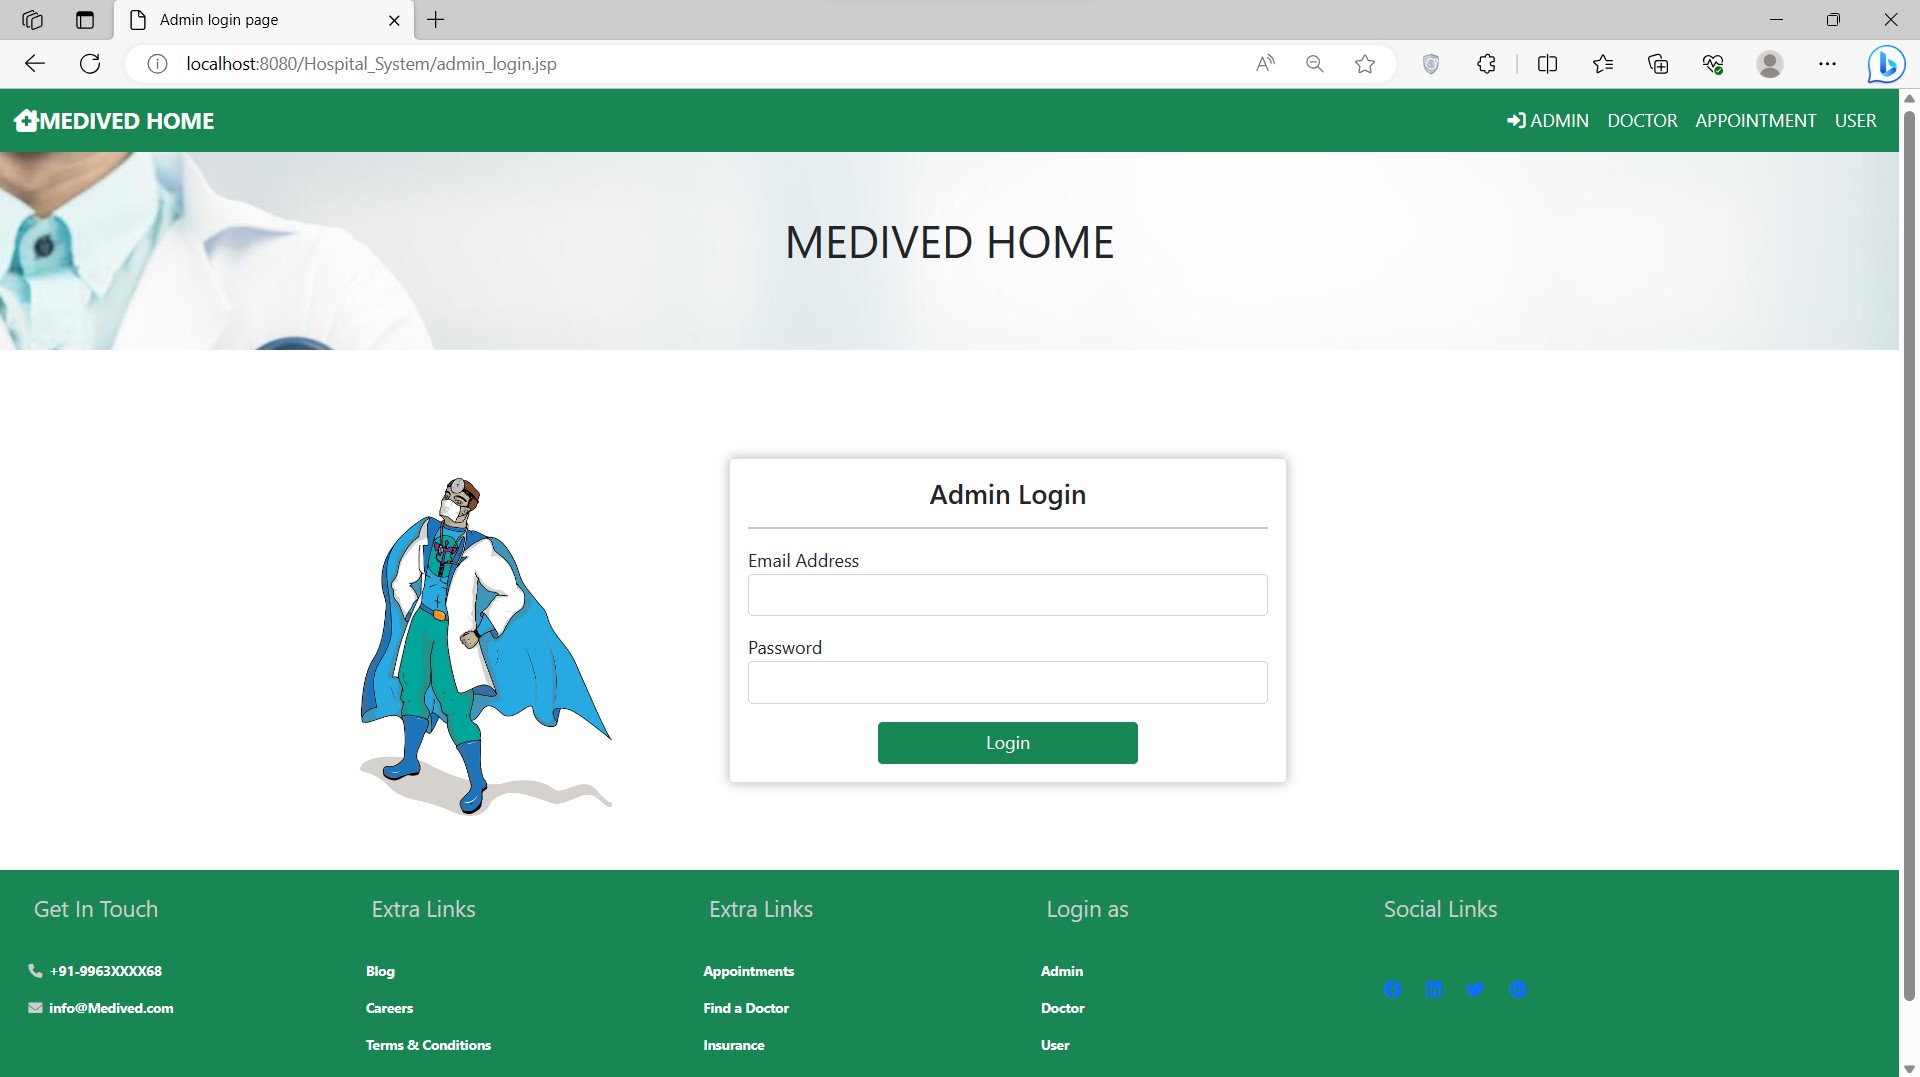 Admin login page
localhost:8080/Hospital_System/admin_login.jsp
MEDIVED HOME
ADMIN DOCTOR APPOINTMENT USER
MEDIVED HOME
Admin Login
Email Address
Password
Login
Get In Touch
+91-9963XXXX68
info@Medived.com
Extra Links
Blog
Careers
Terms & Conditions
Extra Links
Appointments
Find a Doctor
Insurance
Login as
Admin
Doctor
User
Social Links